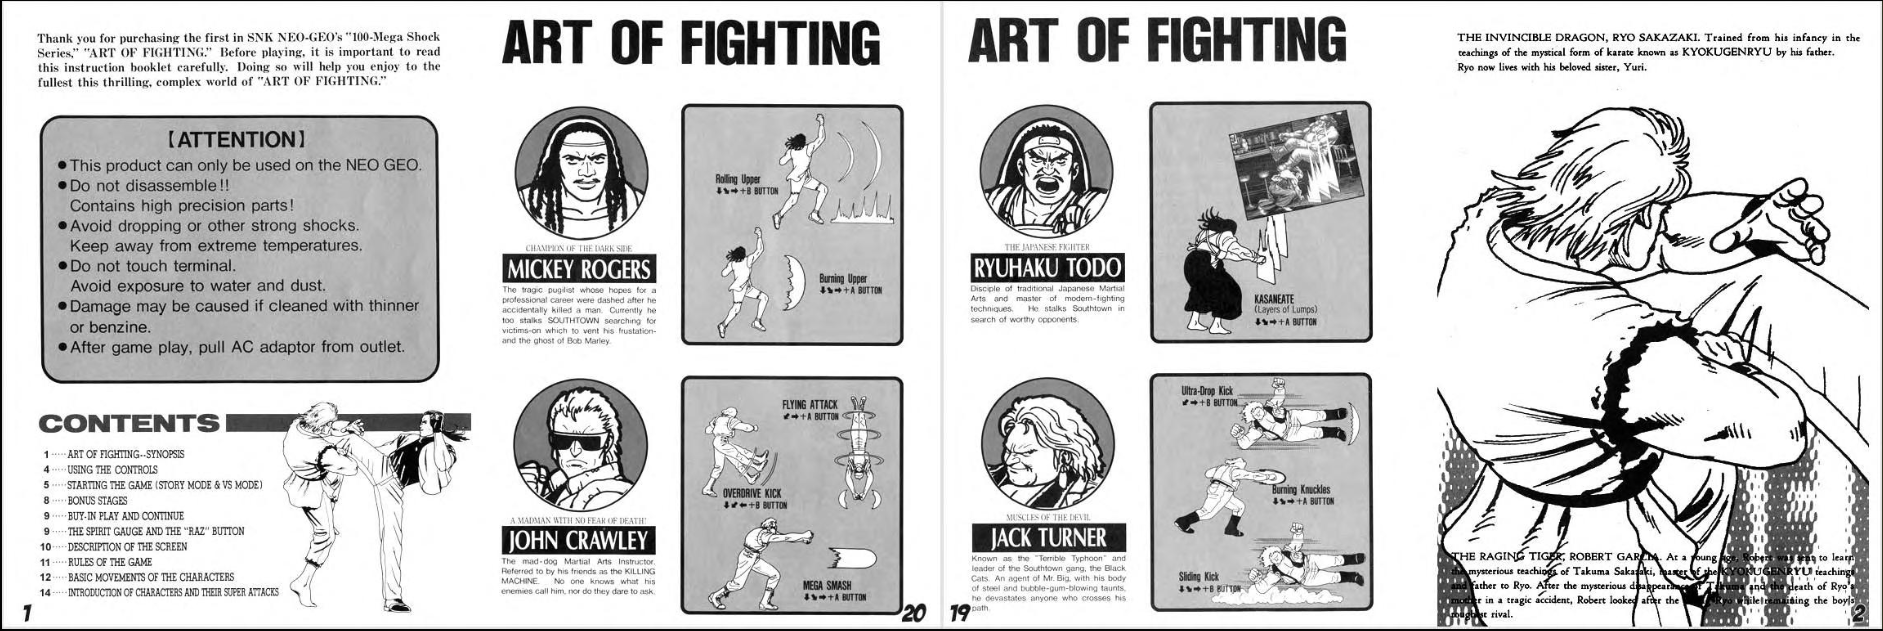 Thank you for purchasing the first in SNK NEO-GEO's "100-Mega Shock
Series," "ART OF FIGHTING." Before playing, it is important to read
this instruction booklet carefully. Doing so will help you enjoy to the
fullest this thrilling, complex world of "ART OF FIGHTING."
[ATTENTION]
●This product can only be used on the NEO GEO.
●Do not disassemble!!
Contains high precision parts!
●Avoid dropping or other strong shocks.
Keep away from extreme temperatures.
●Do not touch terminal.
Avoid exposure to water and dust.
●Damage may be caused if cleaned with thinner
or benzine.
●After game play, pull AC adaptor from outlet.
CONTENTS
1 ····· ART OF FIGHTING--SYNOPSIS
4 ····· USING THE CONTROLS
5 ····· STARTING THE GAME (STORY MODE & VS MODE)
8 ····· BONUS STAGES
9 ····· BUY-IN PLAY AND CONTINUE
9 ····· THE SPIRIT GAUGE AND THE "RAZ" BUTTON
10 ····· DESCRIPTION OF THE SCREEN
11 ····· RULES OF THE GAME
12 ····· BASIC MOVEMENTS OF THE CHARACTERS
14 ····· INTRODUCTION OF CHARACTERS AND THEIR SUPER ATTACKS
1
ART OF FIGHTING
CHAMPION OF THE DARK SIDE
MICKEY ROGERS
The tragic pugilist whose hopes for a
professional career were dashed after he
accidentally killed a man. Currently he
too stalks SOUTHTOWN searching for
victims-on which to vent his frustation-
and the ghost of Bob Marley.
Rolling Upper
↓↘→+B BUTTON
Burning Upper
↓↘→+A BUTTON
A MADMAN WITH NO FEAR OF DEATH!
JOHN CRAWLEY
The mad-dog Martial Arts Instructor.
Referred to by his friends as the KILLING
MACHINE. No one knows what his
enemies call him, nor do they dare to ask.
FLYING ATTACK
↙→+A BUTTON
OVERDRIVE KICK
↓↙←+B BUTTON
MEGA SMASH
↓↘→+A BUTTON
20
ART OF FIGHTING
THE JAPANESE FIGHTER
RYUHAKU TODO
Disciple of traditional Japanese Martial
Arts and master of modern-fighting
techniques. He stalks Southtown in
search of worthy opponents.
KASANEATE
(Layers of Lumps)
↓↘→+A BUTTON
MUSCLES OF THE DEVIL
JACK TURNER
Known as the "Terrible Typhoon" and
leader of the Southtown gang, the Black
Cats. An agent of Mr. Big, with his body
of steel and bubble-gum-blowing taunts,
he devastates anyone who crosses his
path.
Ultra-Drop Kick
↙→+B BUTTON
Burning Knuckles
↓↘→+A BUTTON
Sliding Kick
↓↘→+B BUTTON
19
THE INVINCIBLE DRAGON, RYO SAKAZAKI. Trained from his infancy in the
teachings of the mystical form of karate known as KYOKUGENRYU by his father.
Ryo now lives with his beloved sister, Yuri.
THE RAGING TIGER, ROBERT GARCIA. At a young age, Robert was sent to learn
the mysterious teachings of Takuma Sakazaki, master of the KYOKUGENRYU teachings
and father to Ryo. After the mysterious disappearance of Takuma and the death of Ryo's
mother in a tragic accident, Robert looked after the Ryo while remaining the boy's
toughest rival.
2